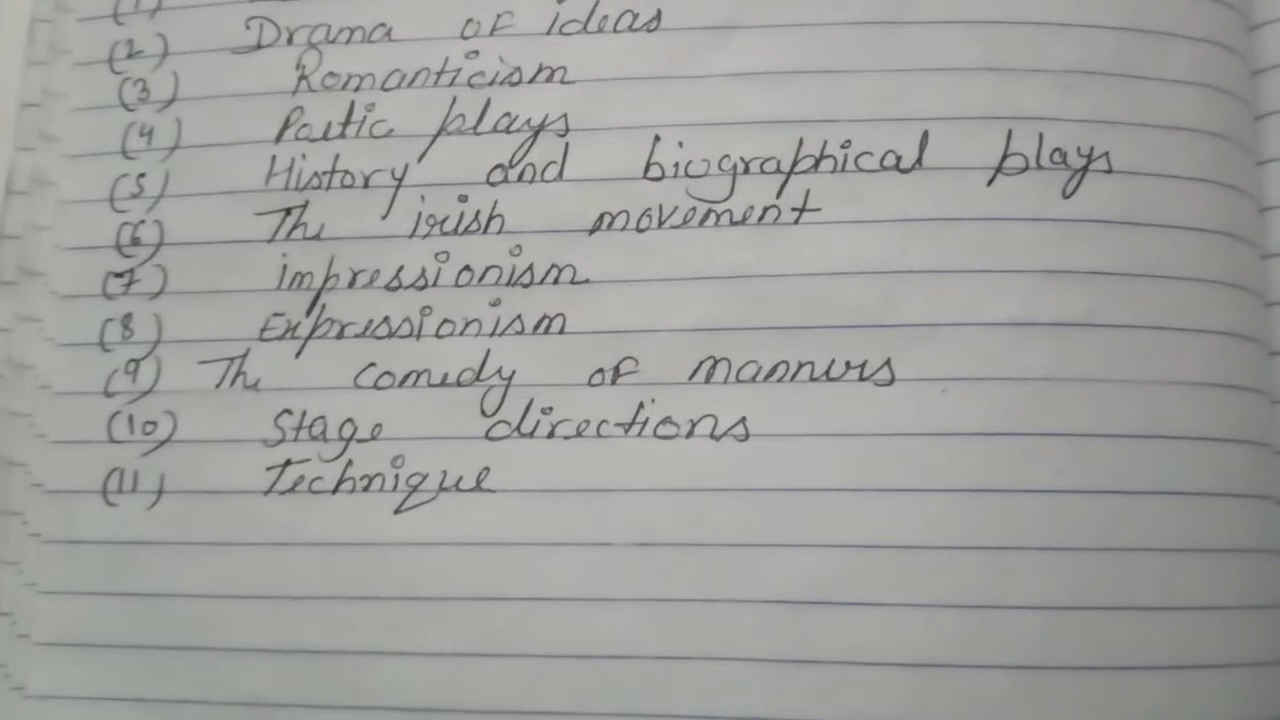 (1)
(2) Drama of ideas
(3) Romanticism
(4) Poetic plays
(5) History and biographical plays
(6) The irish movement
(7) impressionism
(8) Expressionism
(9) The comedy of manners
(10) Stage directions
(11) Technique